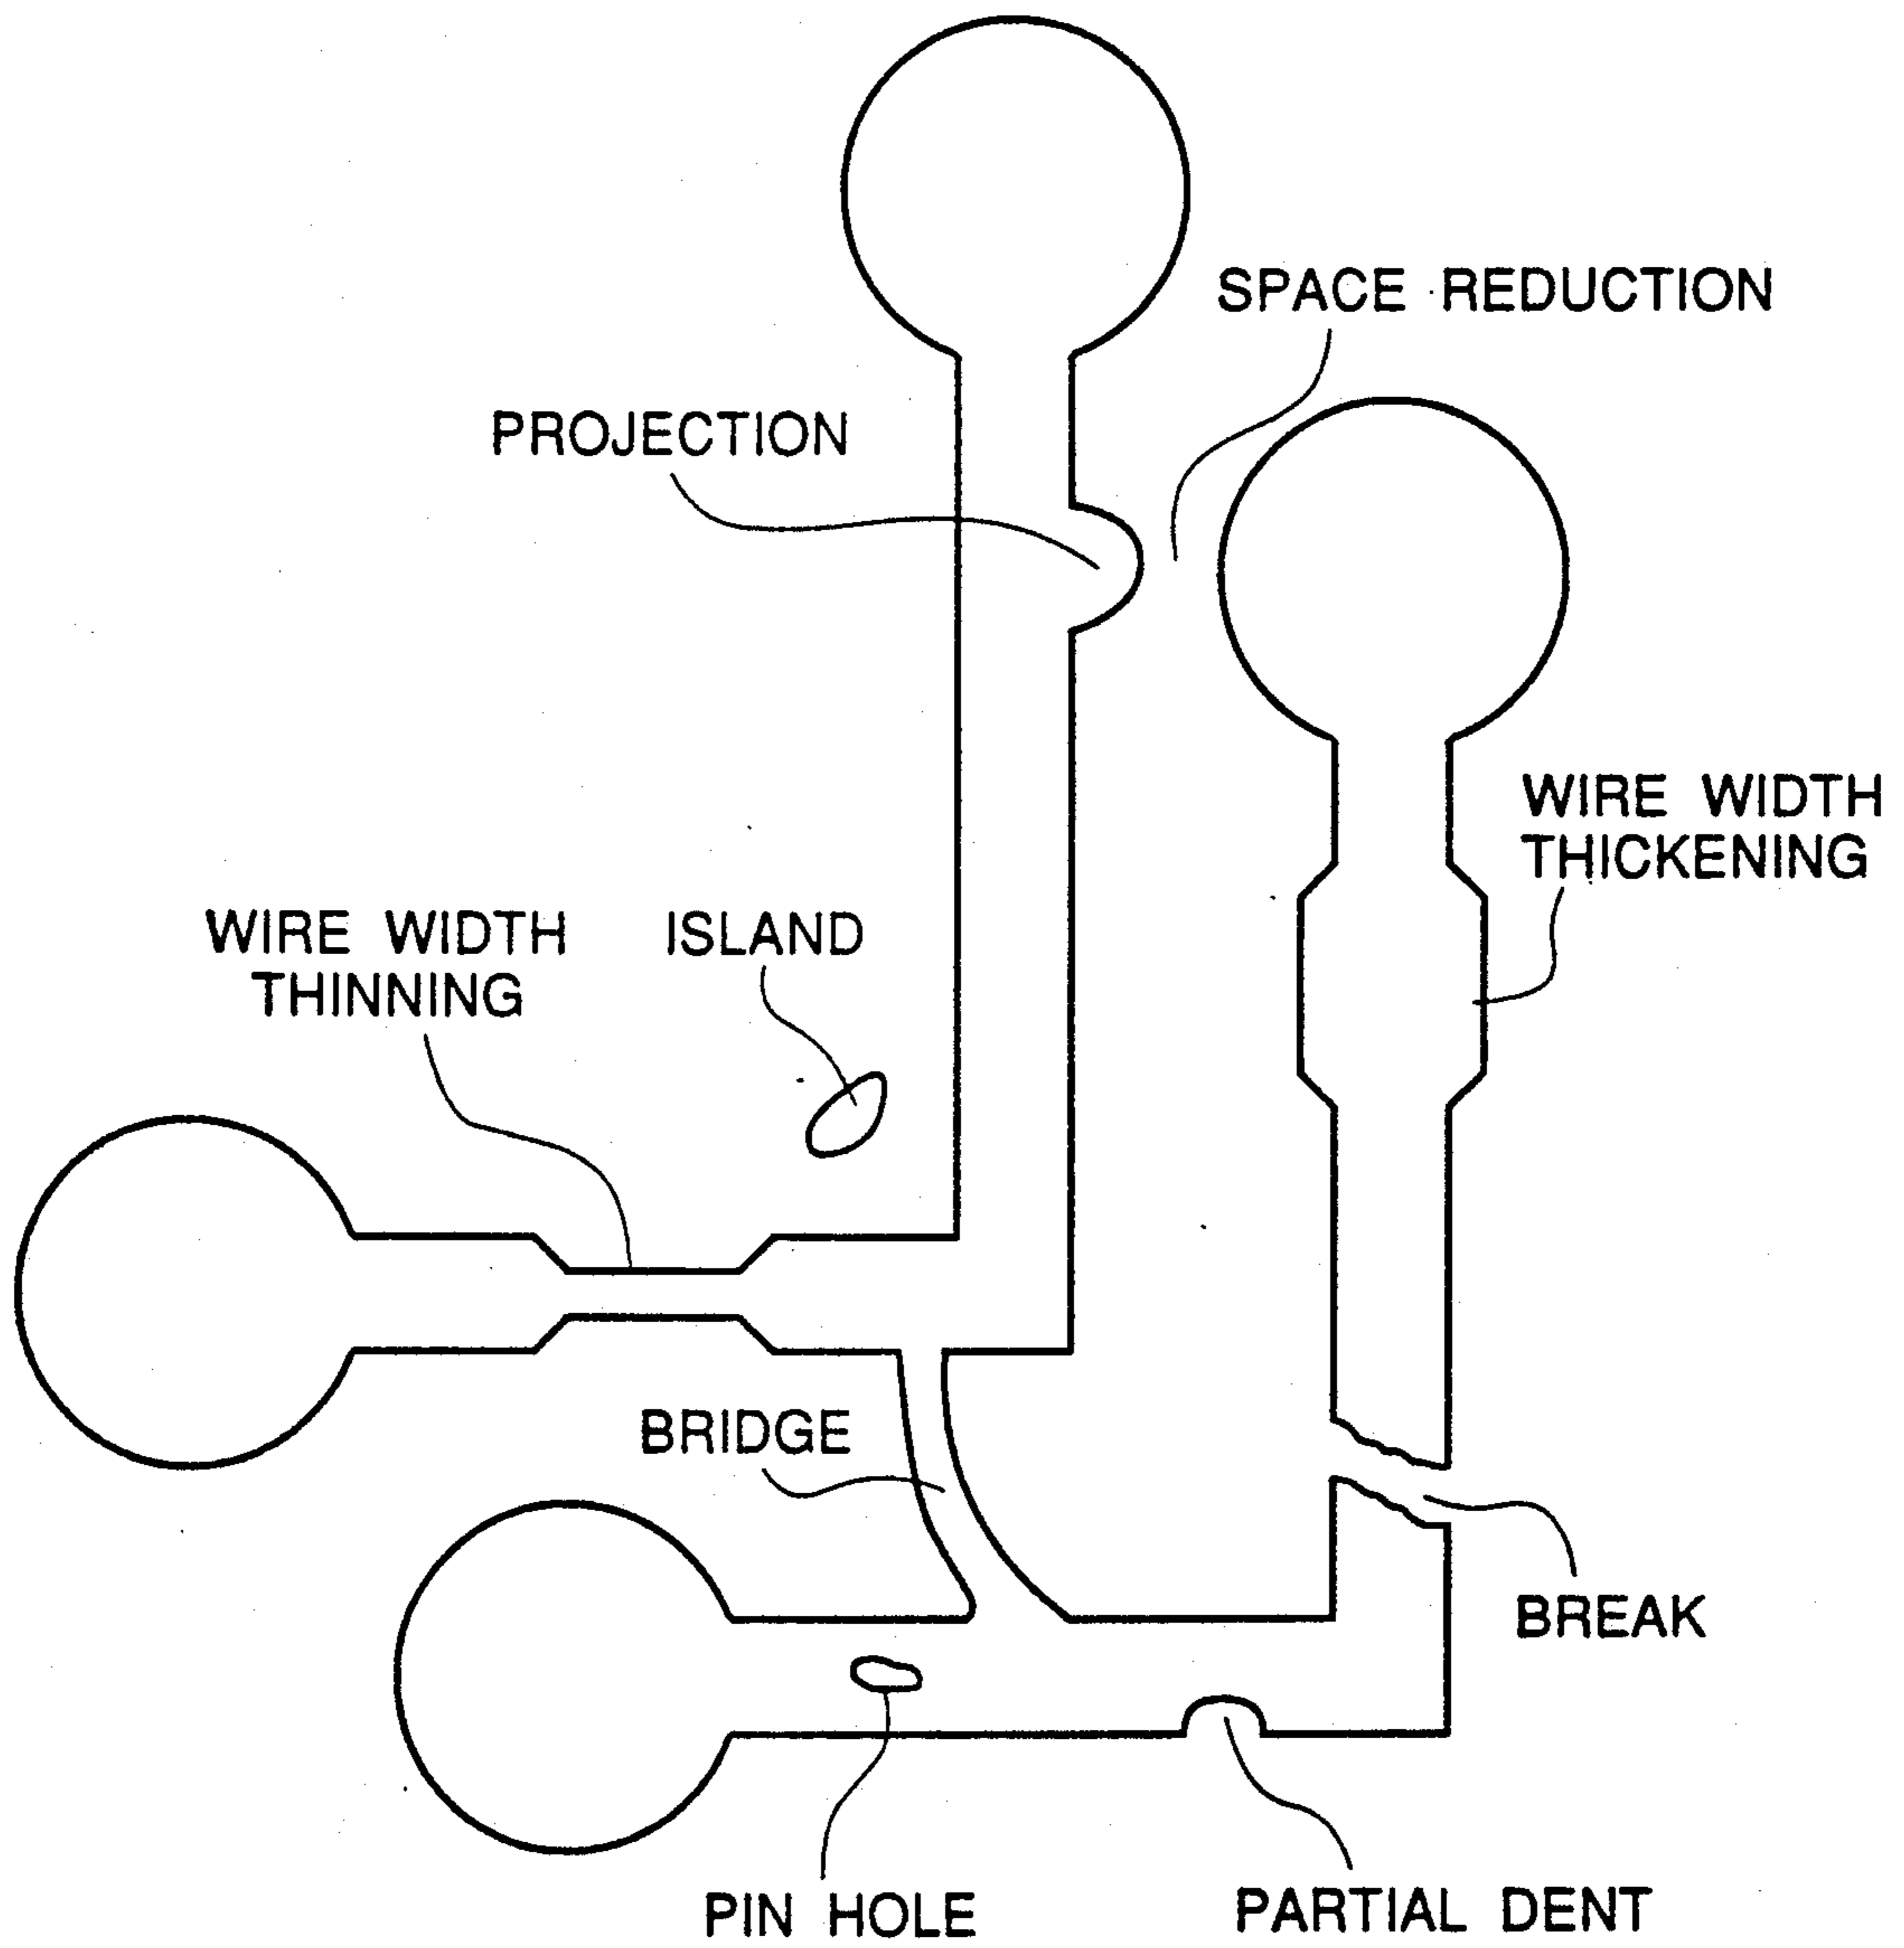 SPACE REDUCTION
PROJECTION
WIRE WIDTH
THICKENING
WIRE WIDTH
THINNING
ISLAND
BRIDGE
BREAK
PIN HOLE
PARTIAL DENT